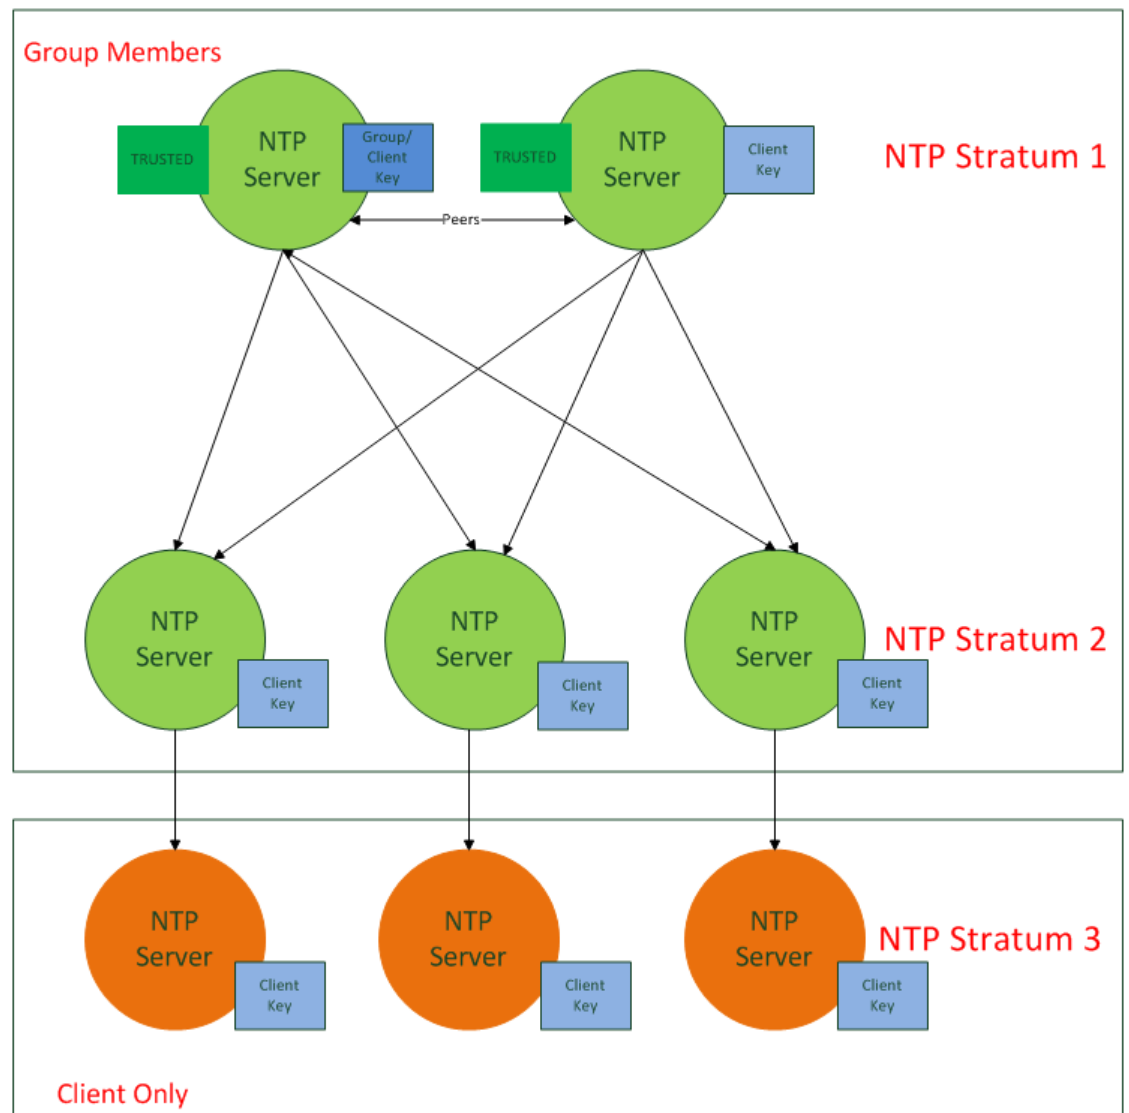 Group Members
TRUSTED
NTP
Server
Group/
Client
Key
TRUSTED
NTP
Server
Client
Key
NTP Stratum 1
Peers
NTP
Server
Client
Key
NTP
Server
Client
Key
NTP
Server
Client
Key
NTP Stratum 2
NTP
Server
Client
Key
NTP
Server
Client
Key
NTP
Server
Client
Key
NTP Stratum 3
Client Only